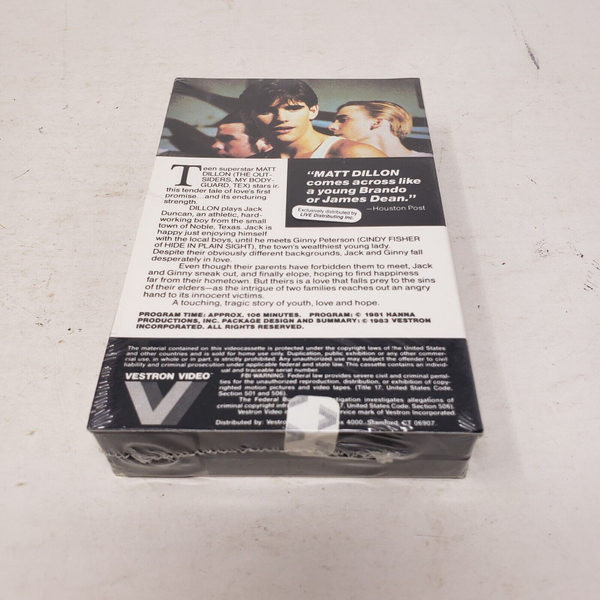 Teen superstar MATT
DILLON (THE OUT-
SIDERS, MY BODY-
GUARD, TEX) stars in
this tender tale of love's first
promise...and its enduring
strength.
DILLON plays Jack
Duncan, an athletic, hard-
working boy from the small
town of Noble, Texas. Jack is
happy just enjoying himself
with the local boys, until he meets Ginny Peterson (CINDY FISHER
of HIDE IN PLAIN SIGHT), the town's wealthiest young lady.
Despite their obviously different backgrounds, Jack and Ginny fall
desperately in love.
Even though their parents have forbidden them to meet, Jack
and Ginny sneak out, and finally elope, hoping to find happiness
far from their hometown. But theirs is a love that falls prey to the sins
of their elders—as the intrigue of two families reaches out an angry
hand to its innocent victims.
A touching, tragic story of youth, love and hope.
"MATT DILLON
comes across like
a young Brando
or James Dean."
—Houston Post
Exclusively distributed by
LIVE Distributing Inc.
PROGRAM TIME: APPROX. 106 MINUTES. PROGRAM: © 1981 HANNA
PRODUCTIONS, INC. PACKAGE DESIGN AND SUMMARY: © 1983 VESTRON
INCORPORATED. ALL RIGHTS RESERVED.
The material contained on this videocassette is protected under the copyright laws of the United States
and other countries and is sold for home use only. Duplication, public exhibition or any other commer-
cial use, in whole or in part, is strictly prohibited. Any unauthorized use may subject the offender to civil
liability and criminal prosecution under applicable federal and state law. This cassette contains an individ-
ual and traceable serial number.
VESTRON VIDEO
FBI WARNING: Federal law provides severe civil and criminal penal-
ties for the unauthorized reproduction, distribution, or exhibition of copy-
righted motion pictures and video tapes. (Title 17, United States Code,
Section 501 and 506).
The Federal B tigation investigates allegations of
criminal copyright inf 17, United States Code, Section 506).
Vestron Video rvice mark of Vestron Incorporated
Distributed by: Vestro x 4000, Stamford, CT 06907.